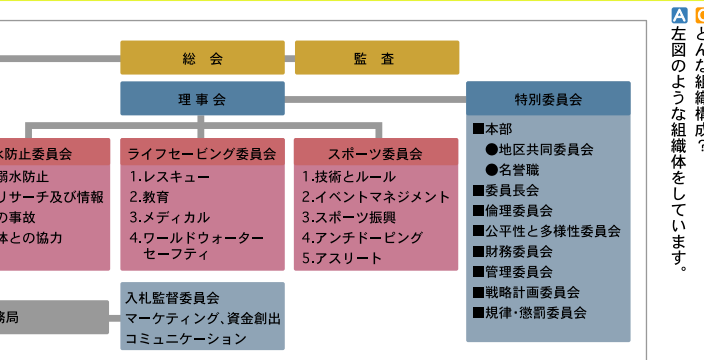 どんな組織構成?
左図のような組織体をしています。
総 会
監 査
理 事 会
特別委員会
■本部
●地区共同委員会
●名誉職
■委員長会
■倫理委員会
■公平性と多様性委員会
■財務委員会
■管理委員会
■戦略計画委員会
■規律・懲罰委員会
防止委員会
溺水防止
リサーチ及び情報
の事故
体との協力
ライフセービング委員会
1.レスキュー
2.教育
3.メディカル
4.ワールドウォーター
セーフティ
スポーツ委員会
1.技術とルール
2.イベントマネジメント
3.スポーツ振興
4.アンチドーピング
5.アスリート
局
入札監督委員会
マーケティング、資金創出
コミュニケーション
A